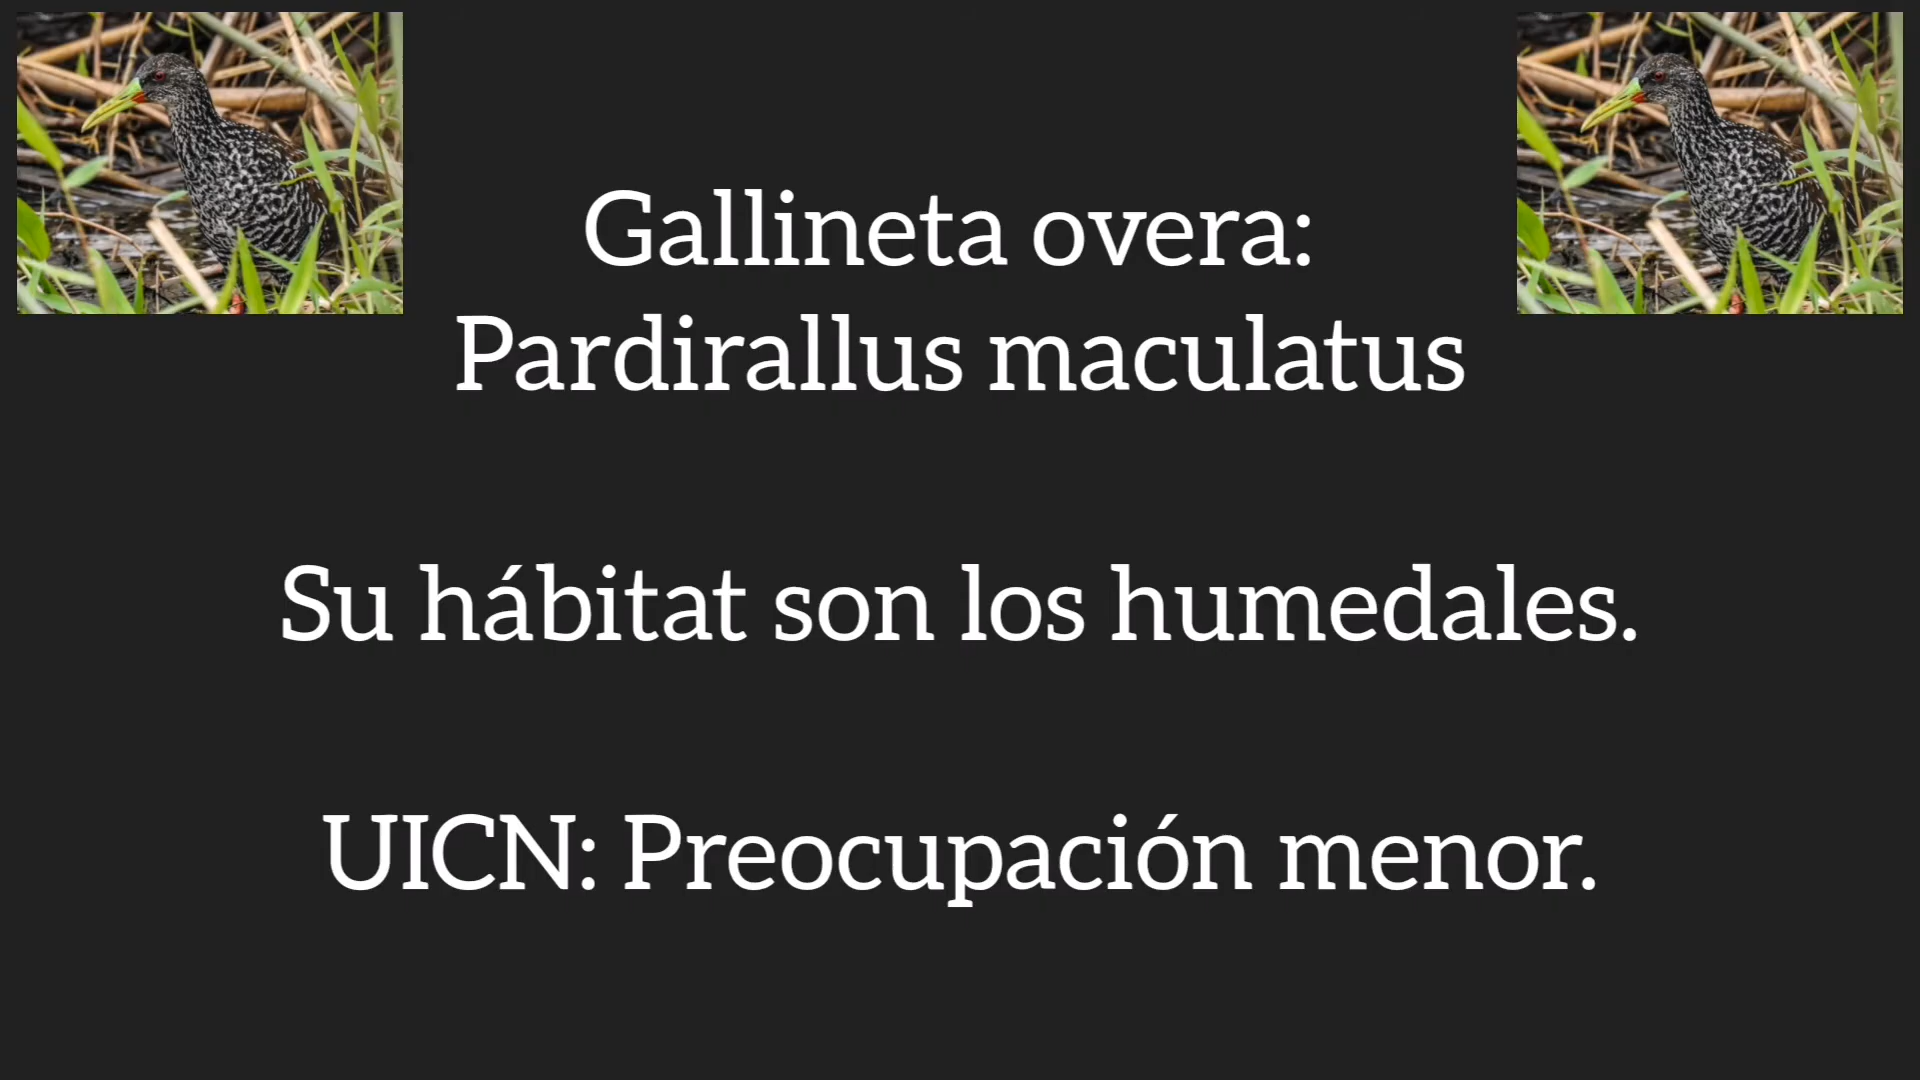 Gallineta overa:
Pardirallus maculatus
Su hábitat son los humedales.
UICN: Preocupación menor.